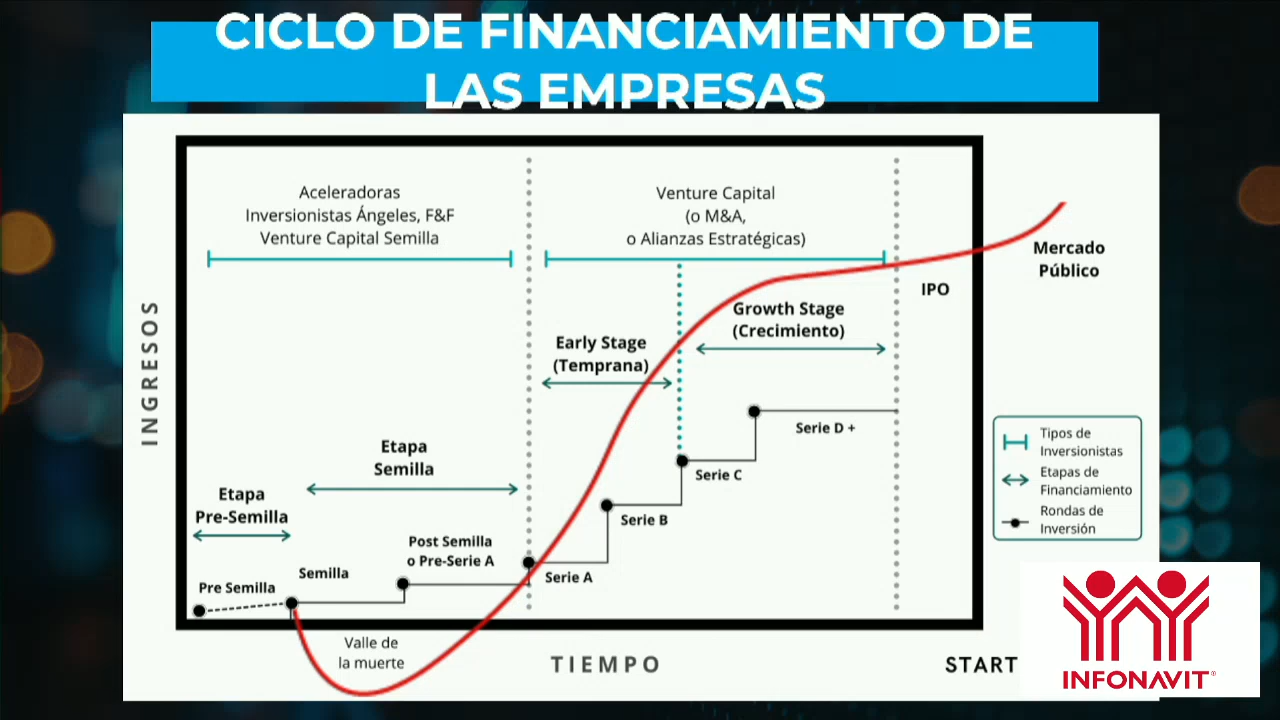 CICLO DE FINANCIAMIENTO DE
LAS EMPRESAS
Aceleradoras
Inversionistas Ángeles, F&F
Venture Capital Semilla
Venture Capital
(o M&A,
o Alianzas Estratégicas)
Mercado
Público
IPO
Growth Stage
(Crecimiento)
Early Stage
(Temprana)
INGRESOS
Serie D +
Etapa
Semilla
Serie C
Etapa
Pre-Semilla
Serie B
Post Semilla
o Pre-Serie A
Semilla
Serie A
Pre Semilla
Valle de
la muerte
TIEMPO
Tipos de
Inversionistas
Etapas de
Financiamiento
Rondas de
Inversión
START
INFONAVIT®